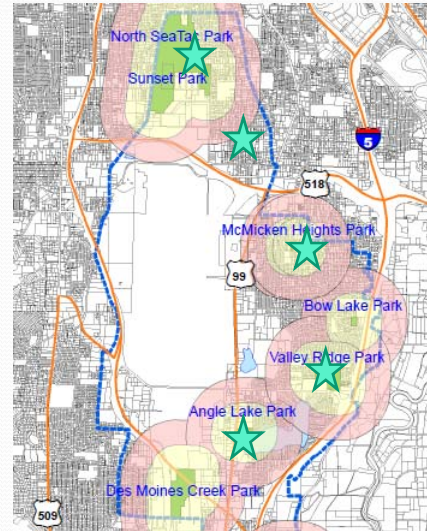 North SeaTac Park
Sunset Park
5
518
McMicken Heights Park
99
Bow Lake Park
Valley Ridge Park
Angle Lake Park
Des Moines Creek Park
509